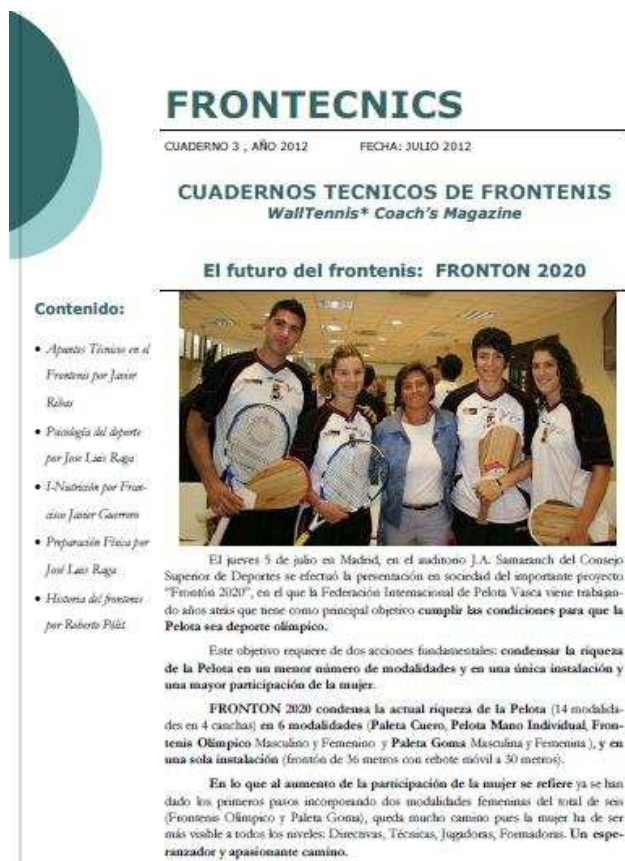 FRONTECNICS
CUADERNO 3 , AÑO 2012 FECHA: JULIO 2012
CUADERNOS TECNICOS DE FRONTENIS
WallTennis* Coach's Magazine
El futuro del frontenis: FRONTON 2020
Contenido:
• Apuntes Técnicos en el
Frontenis por Javier
Ribas
• Psicología del deporte
por Jose Luis Raga
• I-Nutrición por Fran-
cisco Javier Guerrero
• Preparación Física por
José Luis Raga
• Historia del frontenis
por Roberto Pólit
El jueves 5 de julio en Madrid, en el auditorio J.A. Samaranch del Consejo
Superior de Deportes se efectuó la presentación en sociedad del importante proyecto
"Frontón 2020", en el que la Federación Internacional de Pelota Vasca viene trabajan-
do años atrás que tiene como principal objetivo cumplir las condiciones para que la
Pelota sea deporte olímpico.
Este objetivo requiere de dos acciones fundamentales: condensar la riqueza
de la Pelota en un menor número de modalidades y en una única instalación y
una mayor participación de la mujer.
FRONTON 2020 condensa la actual riqueza de la Pelota (14 modalida-
des en 4 canchas) en 6 modalidades (Paleta Cuero, Pelota Mano Individual, Fron-
tenis Olímpico Masculino y Femenino y Paleta Goma Masculina y Femenina), y en
una sola instalación (frontón de 36 metros con rebote móvil a 30 metros).
En lo que al aumento de la participación de la mujer se refiere ya se han
dado los primeros pasos incorporando dos modalidades femeninas del total de seis
(Frontenis Olímpico y Paleta Goma), queda mucho camino pues la mujer ha de ser
más visible a todos los niveles: Directivas, Técnicas, Jugadoras, Formadoras. Un espe-
ranzador y apasionante camino.